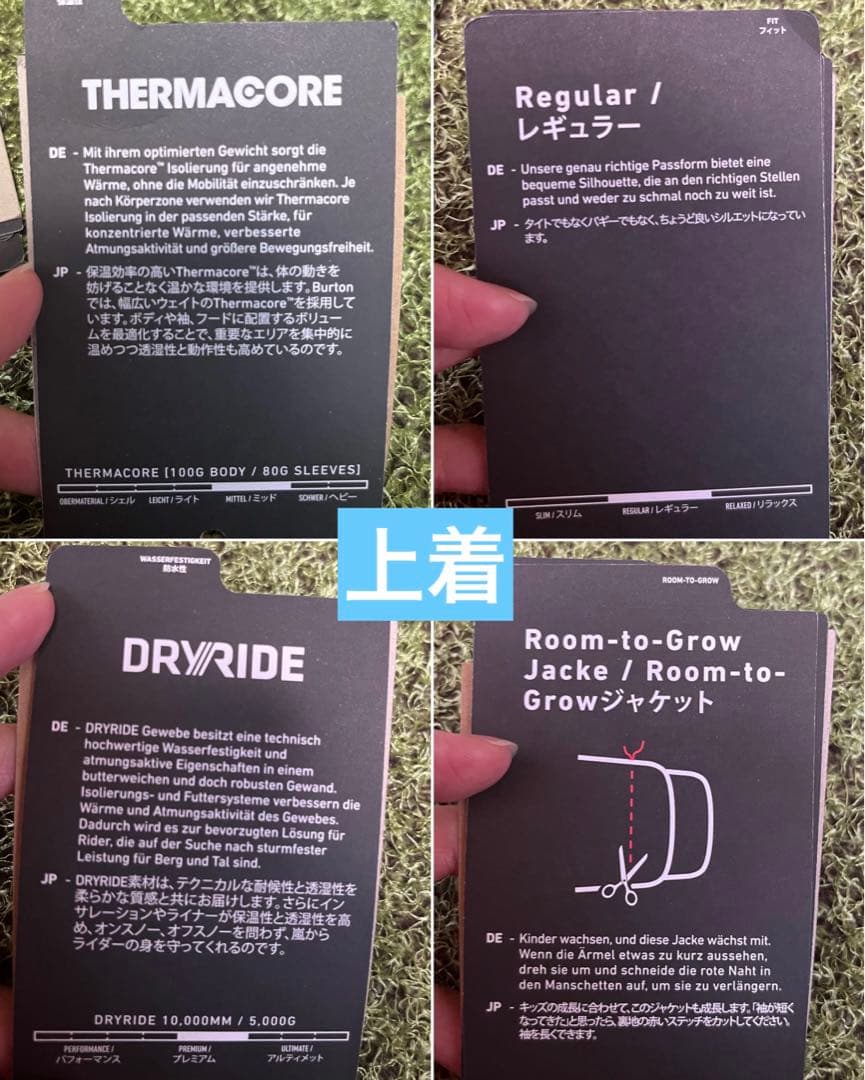 保温性
THERMACORE
DE - Mit ihrem optimierten Gewicht sorgt die
Thermacore™ Isolierung für angenehme
Wärme, ohne die Mobilität einzuschränken. Je
nach Körperzone verwenden wir Thermacore
Isolierung in der passenden Stärke, für
konzentrierte Wärme, verbesserte
Atmungsaktivität und größere Bewegungsfreiheit.
JP - 保温効率の高いThermacore™は、体の動きを
妨げることなく温かな環境を提供します。Burton
では、幅広いウェイトのThermacore™を採用して
います。ボディや袖、フードに配置するボリュー
ムを最適化することで、重要なエリアを集中的に
温めつつ透湿性と動作性も高めているのです。
THERMACORE [100G BODY / 80G SLEEVES]
OBERMATERIAL / シェル LEICHT / ライト MITTEL / ミッド SCHWER / ヘビー
FIT
フィット
Regular /
レギュラー
DE - Unsere genau richtige Passform bietet eine
bequeme Silhouette, die an den richtigen Stellen
passt und weder zu schmal noch zu weit ist.
JP - タイトでもなくバギーでもなく、ちょうど良いシルエットになってい
ます。
SLIM / スリム REGULAR / レギュラー RELAXED / リラックス
上着
WASSERFESTIGKEIT
防水性
DRYRIDE
DE - DRYRIDE Gewebe besitzt eine technisch
hochwertige Wasserfestigkeit und
atmungsaktive Eigenschaften in einem
butterweichen und doch robusten Gewand.
Isolierungs- und Futtersysteme verbessern die
Wärme und Atmungsaktivität des Gewebes.
Dadurch wird es zur bevorzugten Lösung für
Rider, die auf der Suche nach sturmfester
Leistung für Berg und Tal sind.
JP - DRYRIDE素材は、テクニカルな耐候性と透湿性を
柔らかな質感と共にお届けします。さらにイン
サレーションやライナーが保温性と透湿性を高
め、オンスノー、オフスノーを問わず、嵐から
ライダーの身を守ってくれるのです。
DRYRIDE 10,000MM / 5,000G
PERFORMANCE /
パフォーマンス
PREMIUM /
プレミアム
ULTIMATE /
アルティメット
ROOM-TO-GROW
Room-to-Grow
Jacke / Room-to-
Growジャケット
DE - Kinder wachsen, und diese Jacke wächst mit.
Wenn die Ärmel etwas zu kurz aussehen,
dreh sie um und schneide die rote Naht in
den Manschetten auf, um sie zu verlängern.
JP - キッズの成長に合わせて、このジャケットも成長します。「袖が短く
なってきた」と思ったら、裏地の赤いステッチをカットしてください。
袖を長くできます。